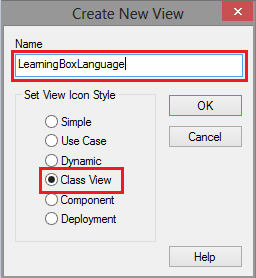 Create New View
Name
LearningBoxLanguage
Set View Icon Style
Simple
Use Case
Dynamic
Class View
Component
Deployment
OK
Cancel
Help